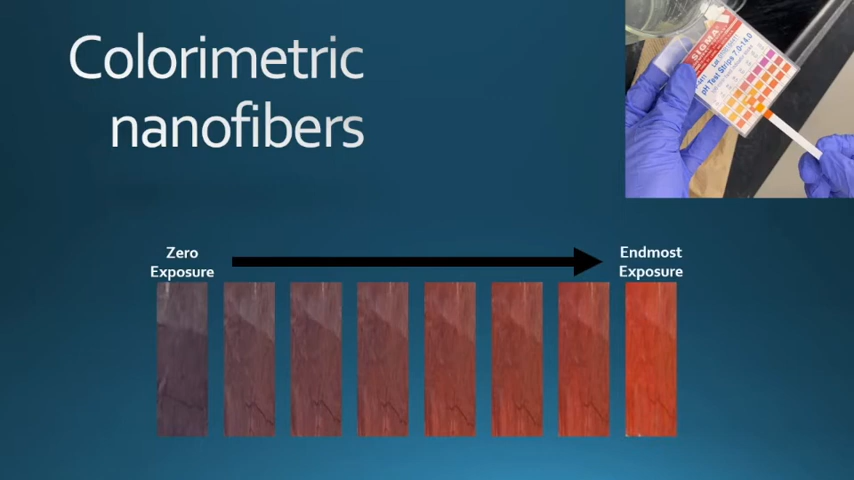 Colorimetric
nanofibers
SIGMA
pH Test Strips 7.0-14.0
Zero
Exposure
Endmost
Exposure